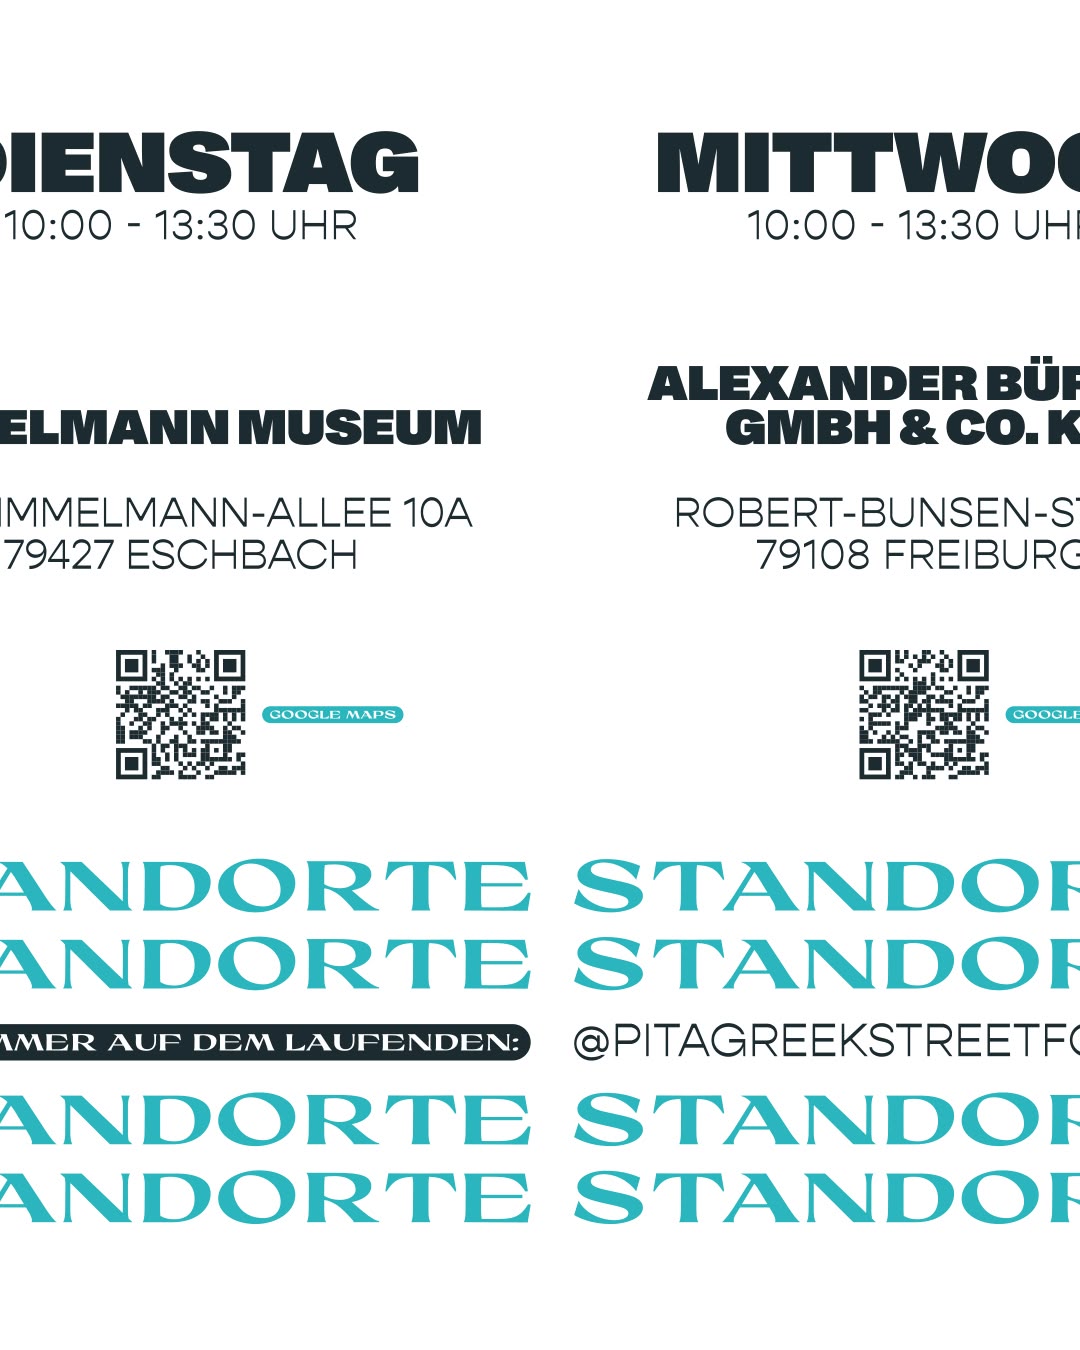 DIENSTAG
10:00 - 13:30 UHR
ELMANN MUSEUM
IMMELMANN-ALLEE 10A
79427 ESCHBACH
GOOGLE MAPS
MITTWOC
10:00 - 13:30 UHR
ALEXANDER BÜR
GMBH & CO. K
ROBERT-BUNSEN-ST
79108 FREIBURG
GOOGLE
ANDORTE STANDOR
ANDORTE STANDOR
MMER AUF DEM LAUFENDEN: @PITAGREEKSTREETFO
ANDORTE STANDOR
ANDORTE STANDOR